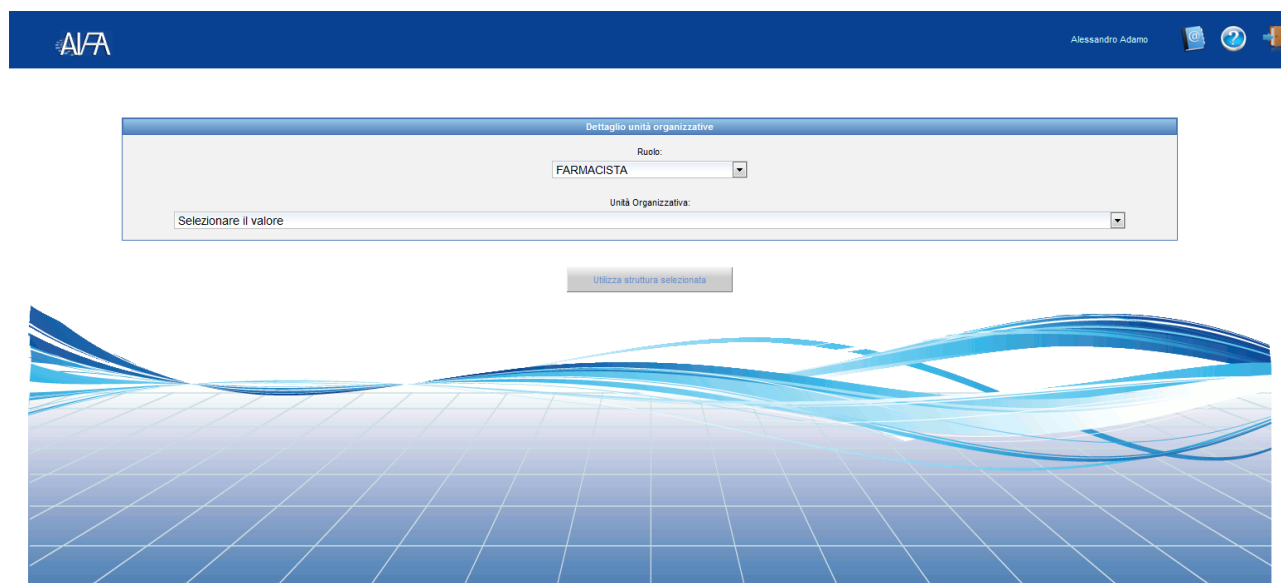 AIFA
Alessandro Adamo
Dettaglio unità organizzative
Ruolo:
FARMACISTA
Unità Organizzativa:
Selezionare il valore
Utilizza struttura selezionata